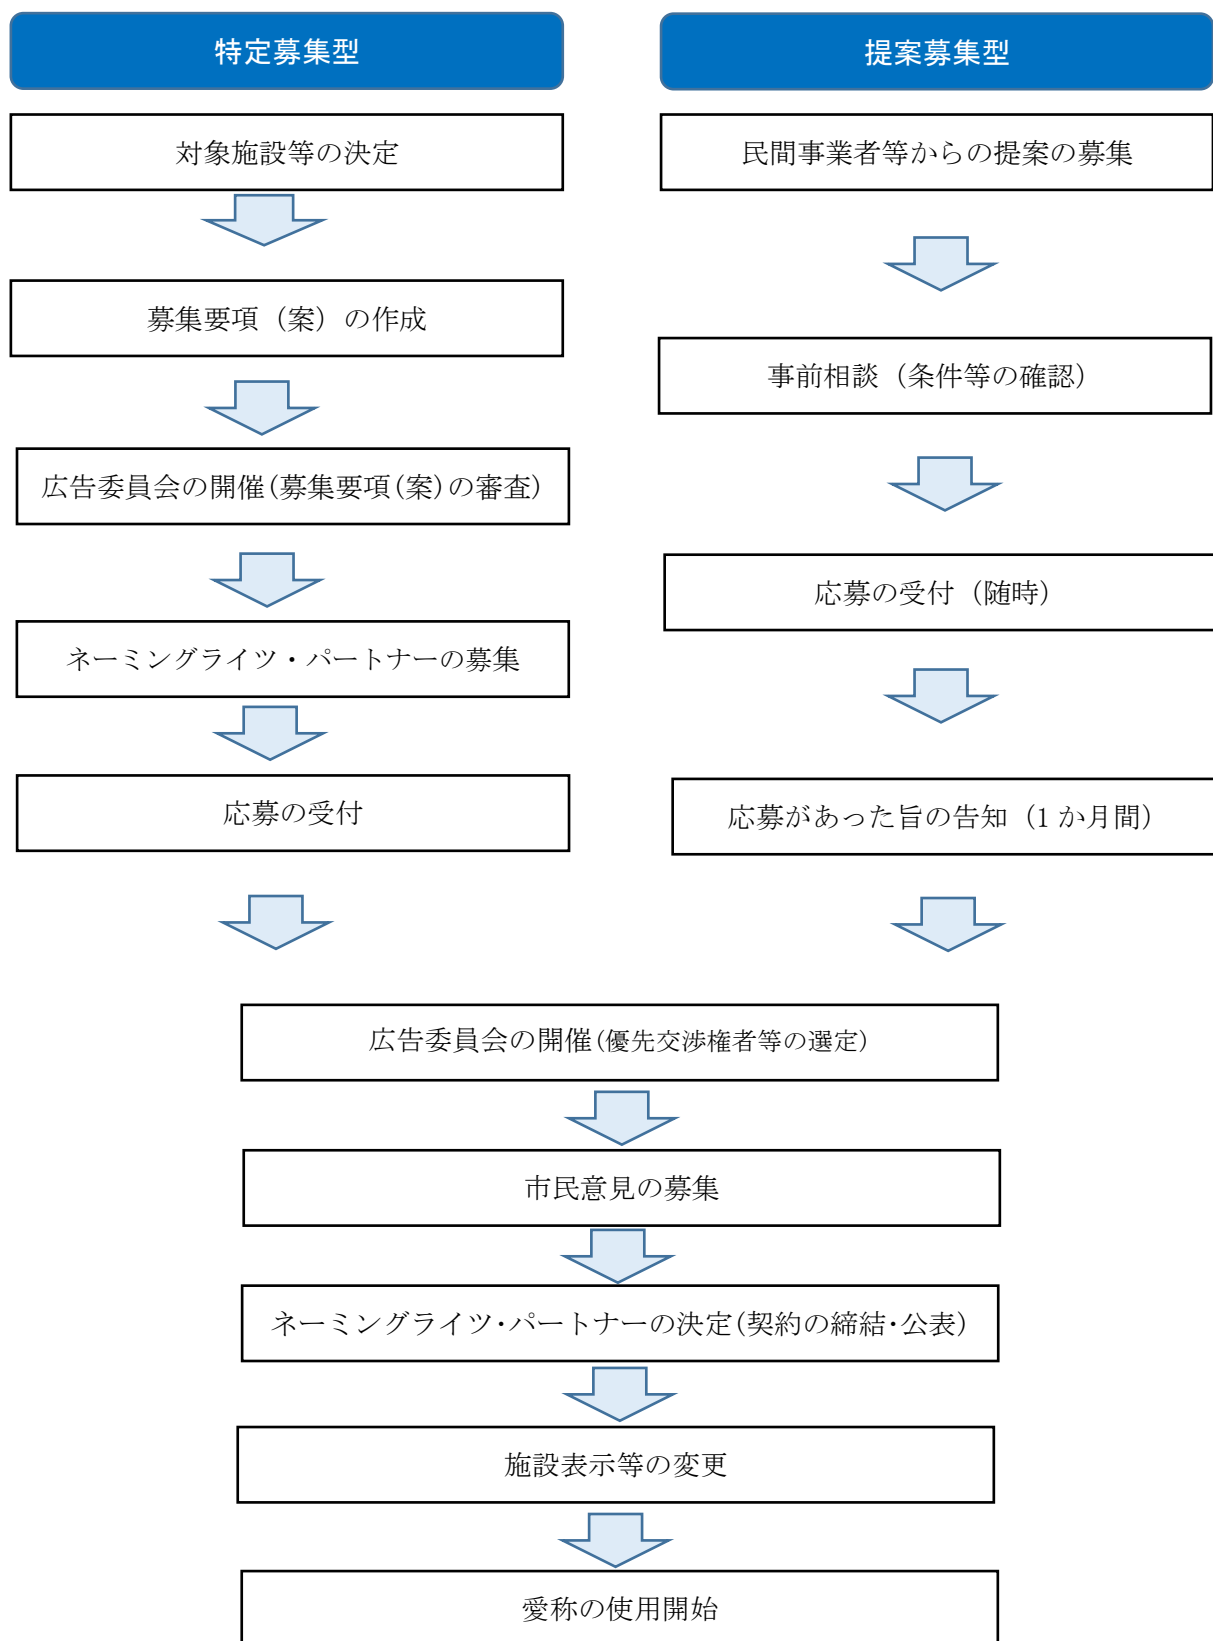 特定募集型
対象施設等の決定
募集要項（案）の作成
広告委員会の開催(募集要項(案)の審査)
ネーミングライツ・パートナーの募集
応募の受付
提案募集型
民間事業者等からの提案の募集
事前相談（条件等の確認）
応募の受付（随時）
応募があった旨の告知（1か月間）
広告委員会の開催(優先交渉権者等の選定)
市民意見の募集
ネーミングライツ・パートナーの決定(契約の締結・公表)
施設表示等の変更
愛称の使用開始